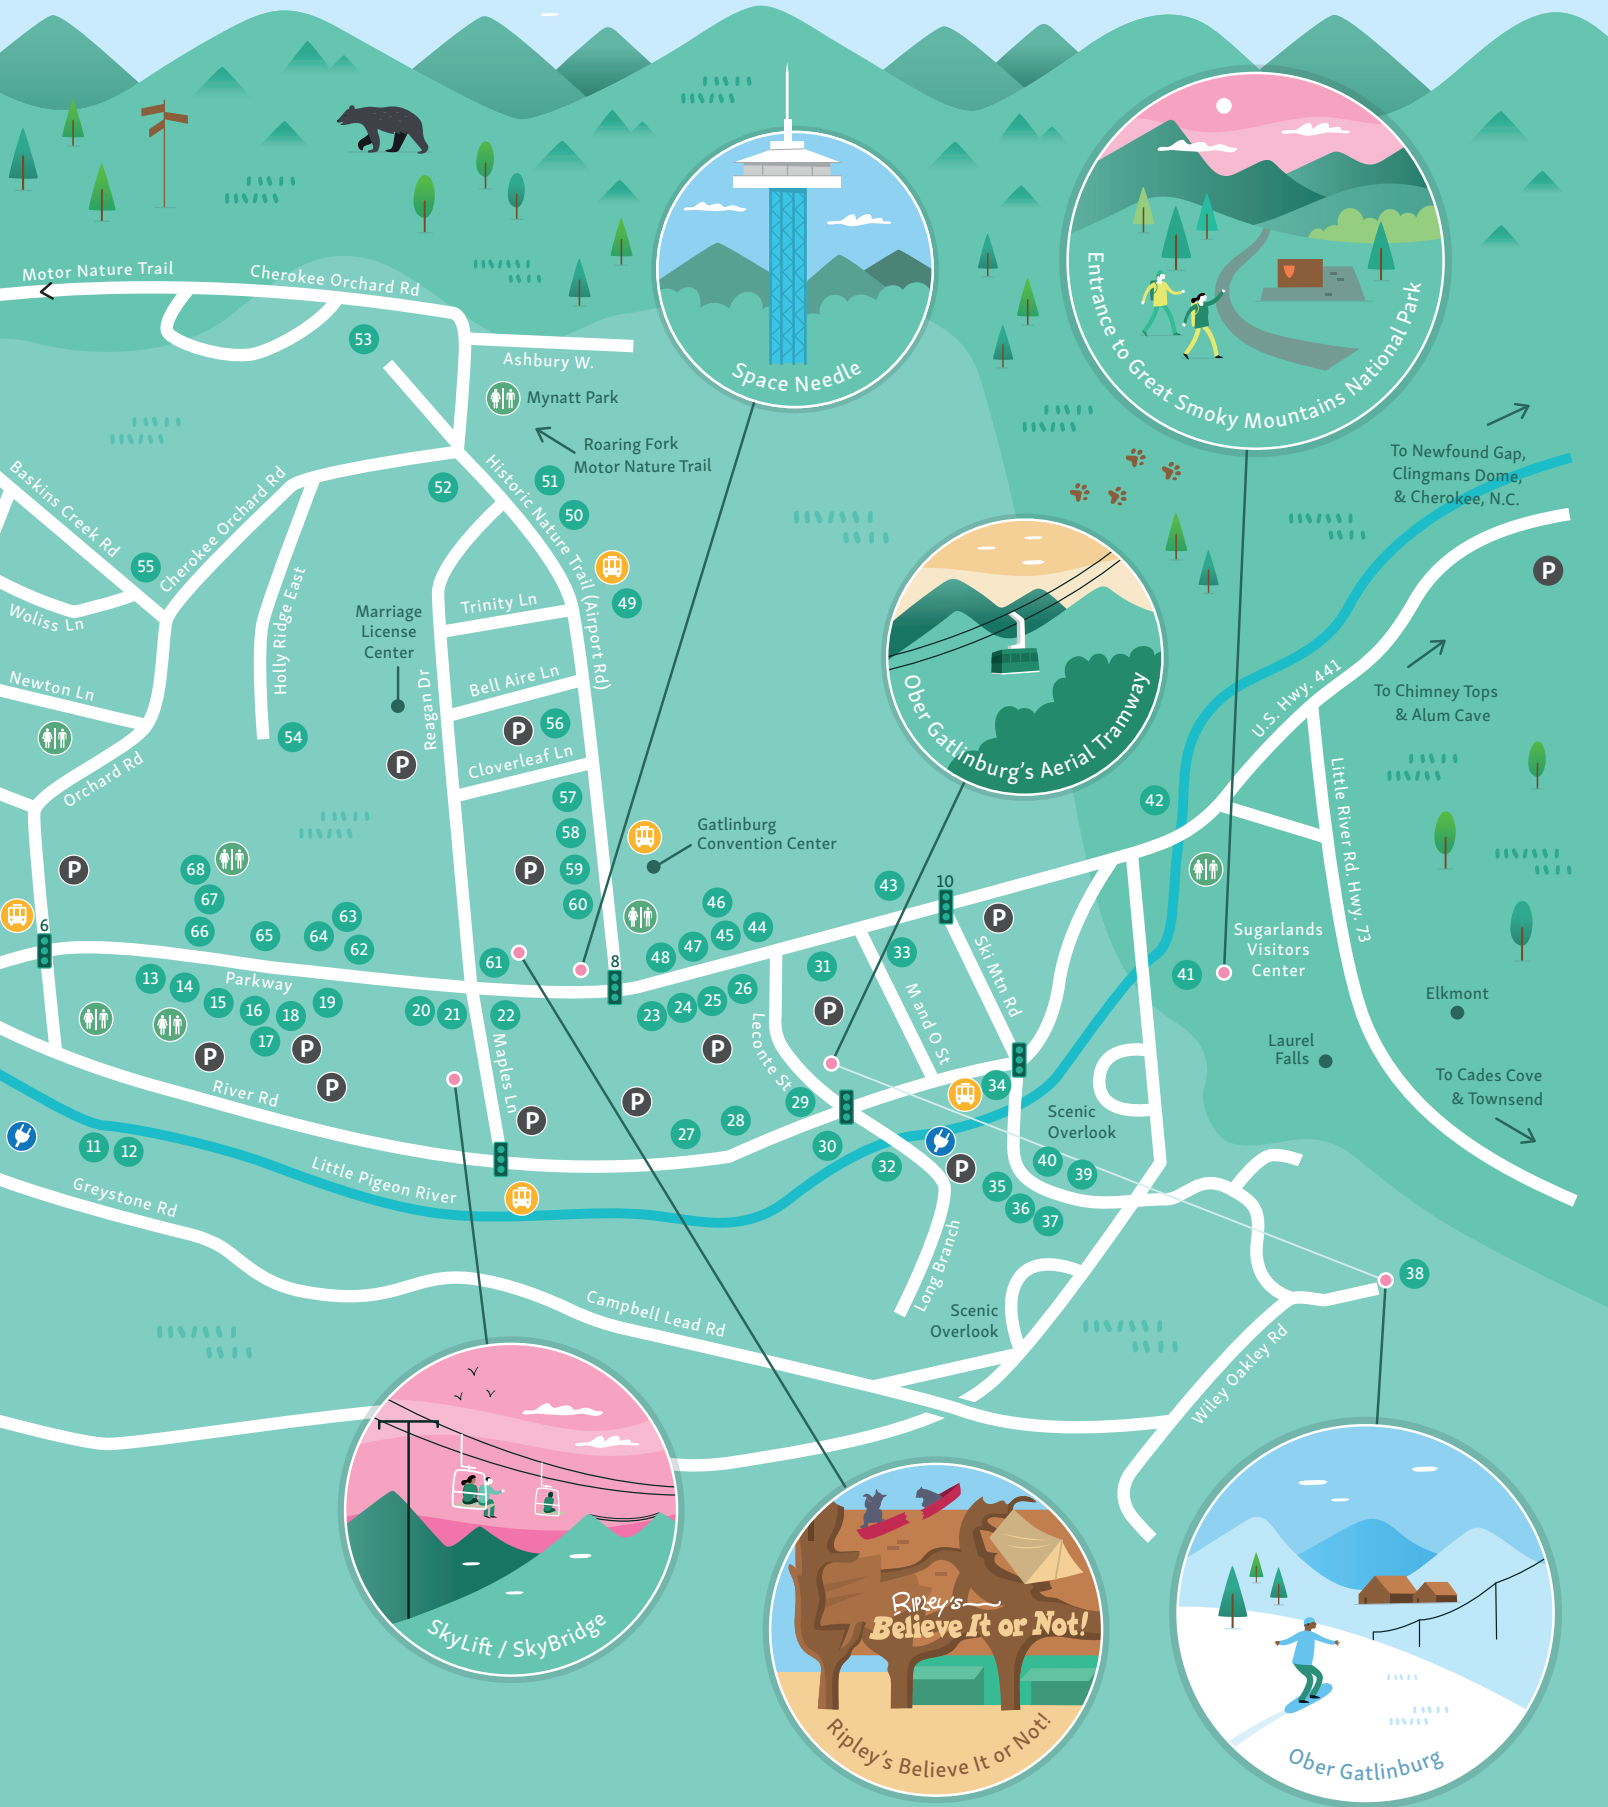 Motor Nature Trail
Cherokee Orchard Rd
53
Ashbury W.
Mynatt Park
Roaring Fork
Motor Nature Trail
Space Needle
Entrance to Great Smoky Mountains National Park
To Newfound Gap,
Clingmans Dome,
& Cherokee, N.C.
P
Baskins Creek Rd
Cherokee Orchard Rd
52
Historic Nature Trail (Airport Rd)
51
50
49
55
Woliss Ln
Holly Ridge East
Marriage
License
Center
Trinity Ln
Bell Aire Ln
Reagan Dr
Newton Ln
54
P
P
56
Cloverleaf Ln
Orchard Rd
57
58
59
60
P
Gatlinburg
Convention Center
Ober Gatlinburg's Aerial Tramway
U.S. Hwy. 441
To Chimney Tops
& Alum Cave
Little River Rd. Hwy. 73
42
P
68
67
66
65
64
63
62
6
13
14
15
16
17
18
19
Parkway
P
P
P
20
21
22
61
8
48
47
46
45
44
43
10
P
33
31
P
Ski Mtn Rd
M and O St
23
24
25
26
P
Leconte St
Maples Ln
P
P
27
28
29
30
32
34
River Rd
11
12
Little Pigeon River
Greystone Rd
Sugarlands
Visitors
Center
41
Elkmont
Laurel
Falls
To Cades Cove
& Townsend
Scenic
Overlook
40
39
P
35
36
37
38
Long Branch
Scenic
Overlook
Campbell Lead Rd
Wiley Oakley Rd
SkyLift / SkyBridge
Ripley's
Believe It or Not!
Ripley's Believe It or Not!
Ober Gatlinburg